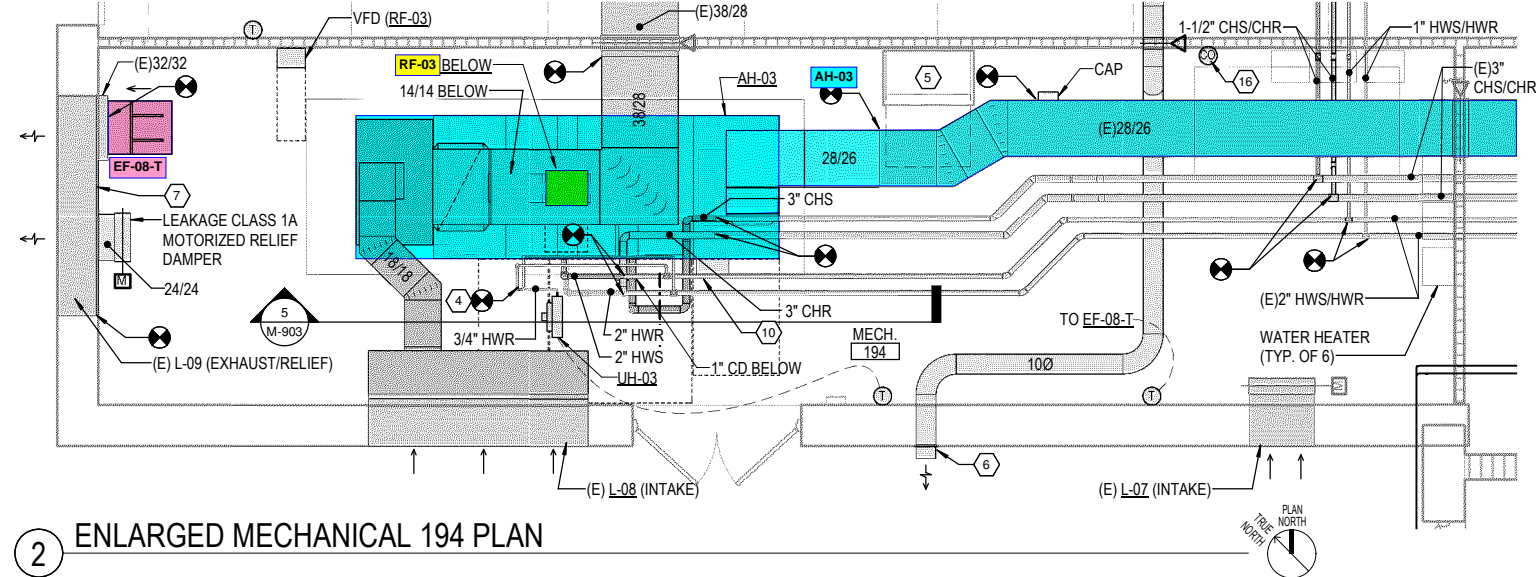 VFD (RF-03)
(E)38/28
1-1/2" CHS/CHR
1" HWS/HWR
T
(E)32/32
RF-03 BELOW
14/14 BELOW
AH-03
AH-03
5
CAP
CO
16
(E)3"
CHS/CHR
38/28
EF-08-T
28/26
(E)28/26
7
LEAKAGE CLASS 1A
MOTORIZED RELIEF
DAMPER
M
24/24
3" CHS
18/18
4
5
M-903
3/4" HWR
2" HWR
2" HWS
UH-03
1" CD BELOW
3" CHR
10
MECH.
194
TO EF-08-T
10Ø
(E)2" HWS/HWR
WATER HEATER
(TYP. OF 6)
(E) L-09 (EXHAUST/RELIEF)
T
T
M
6
(E) L-08 (INTAKE)
(E) L-07 (INTAKE)
2
ENLARGED MECHANICAL 194 PLAN
PLAN
NORTH
TRUE
NORTH